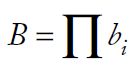 B = ∏ b_i